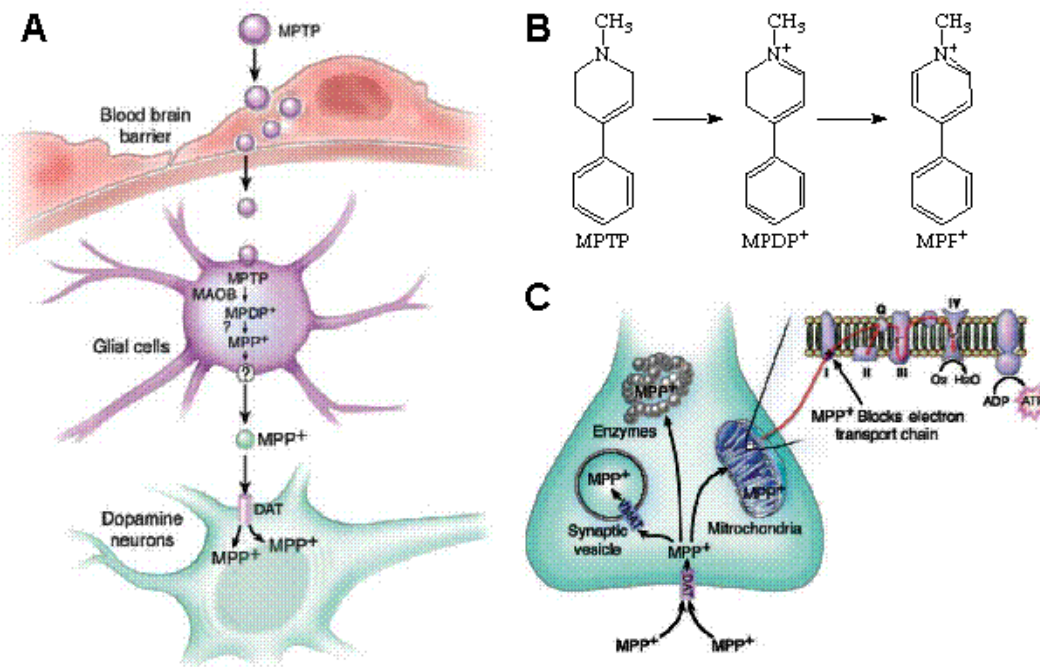 A
MPTP
Blood brain
barrier
MPTP
MAOB
MPDP+
?
MPP+
Glial cells
?
MPP+
DAT
Dopamine
neurons
MPP+
MPP+
B
CH3
N
MPTP
CH3
N+
MPDP+
CH3
N+
MPF+
C
Q
IV
I
II
III
O2
H2O
ADP
ATP
MPP+ Blocks electron
transport chain
MPP+
Enzymes
MPP+
Synaptic
vesicle
MPP+
Mitrochondria
MPP+
DAT
MPP+
MPP+